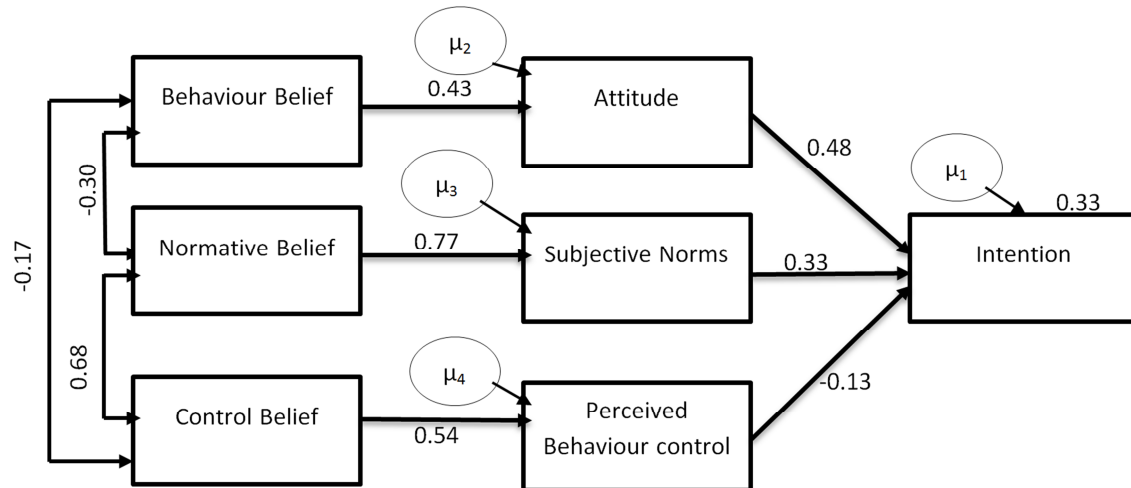 μ2
Behaviour Belief
0.43
Attitude
0.48
-0.30
μ3
μ1
0.33
-0.17
Normative Belief
0.77
Subjective Norms
0.33
Intention
0.68
μ4
-0.13
Control Belief
0.54
Perceived
Behaviour control